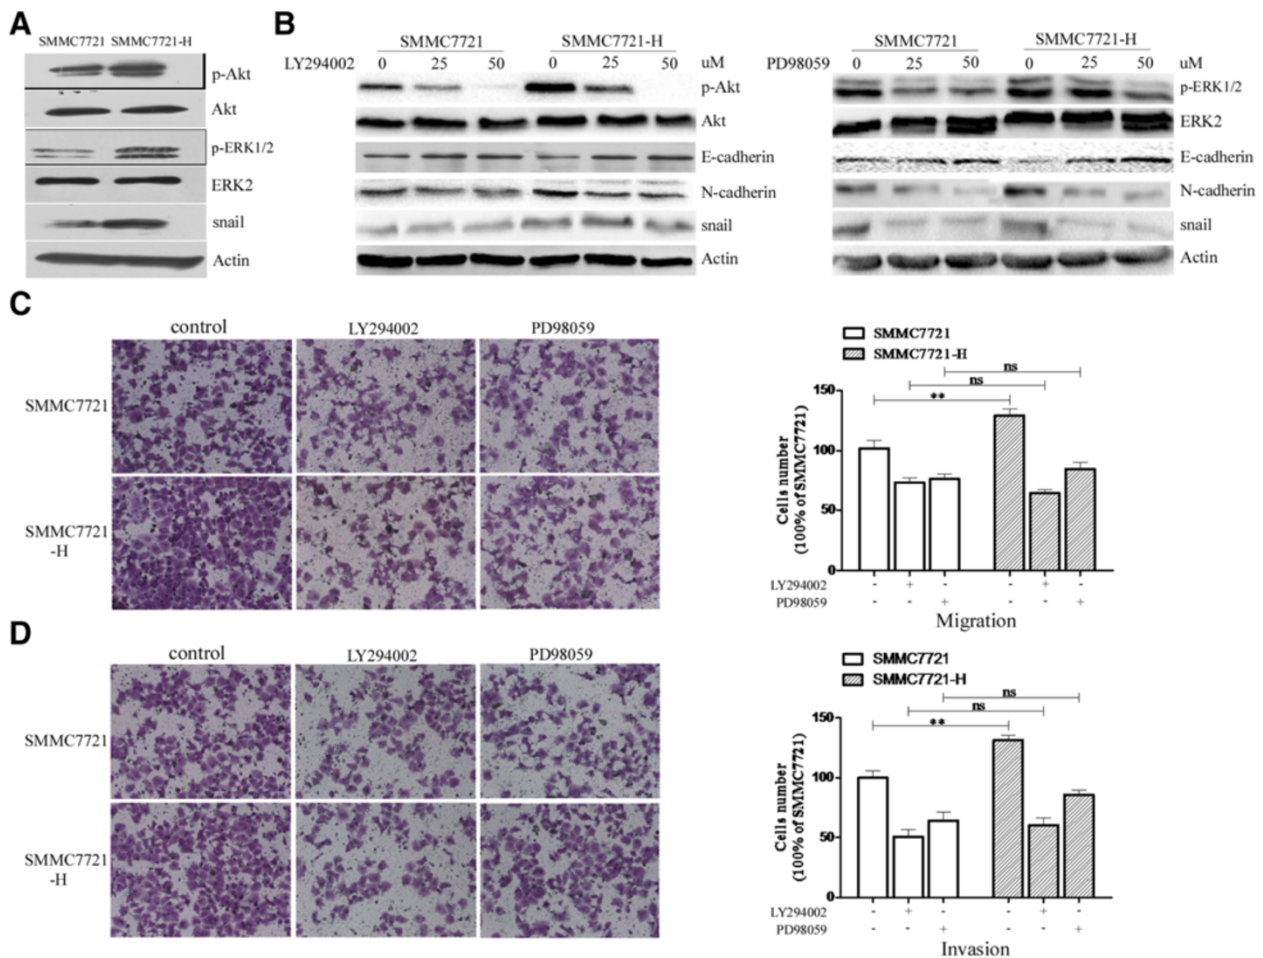 A
SMMC7721 SMMC7721-H
p-Akt
Akt
p-ERK1/2
ERK2
snail
Actin
B
SMMC7721 SMMC7721-H
LY294002 0 25 50 0 25 50 uM
p-Akt
Akt
E-cadherin
N-cadherin
snail
Actin
SMMC7721 SMMC7721-H
PD98059 0 25 50 0 25 50 uM
p-ERK1/2
ERK2
E-cadherin
N-cadherin
snail
Actin
C
control LY294002 PD98059
SMMC7721
SMMC7721
-H
SMMC7721
SMMC7721-H
ns
ns
**
150
100
50
0
Cells number
(100% of SMMC7721)
LY294002 - + - - + -
PD98059 - - + - - +
Migration
D
control LY294002 PD98059
SMMC7721
SMMC7721
-H
SMMC7721
SMMC7721-H
ns
ns
**
150
100
50
0
Cells number
(100% of SMMC7721)
LY294002 - + - - + -
PD98059 - - + - - +
Invasion